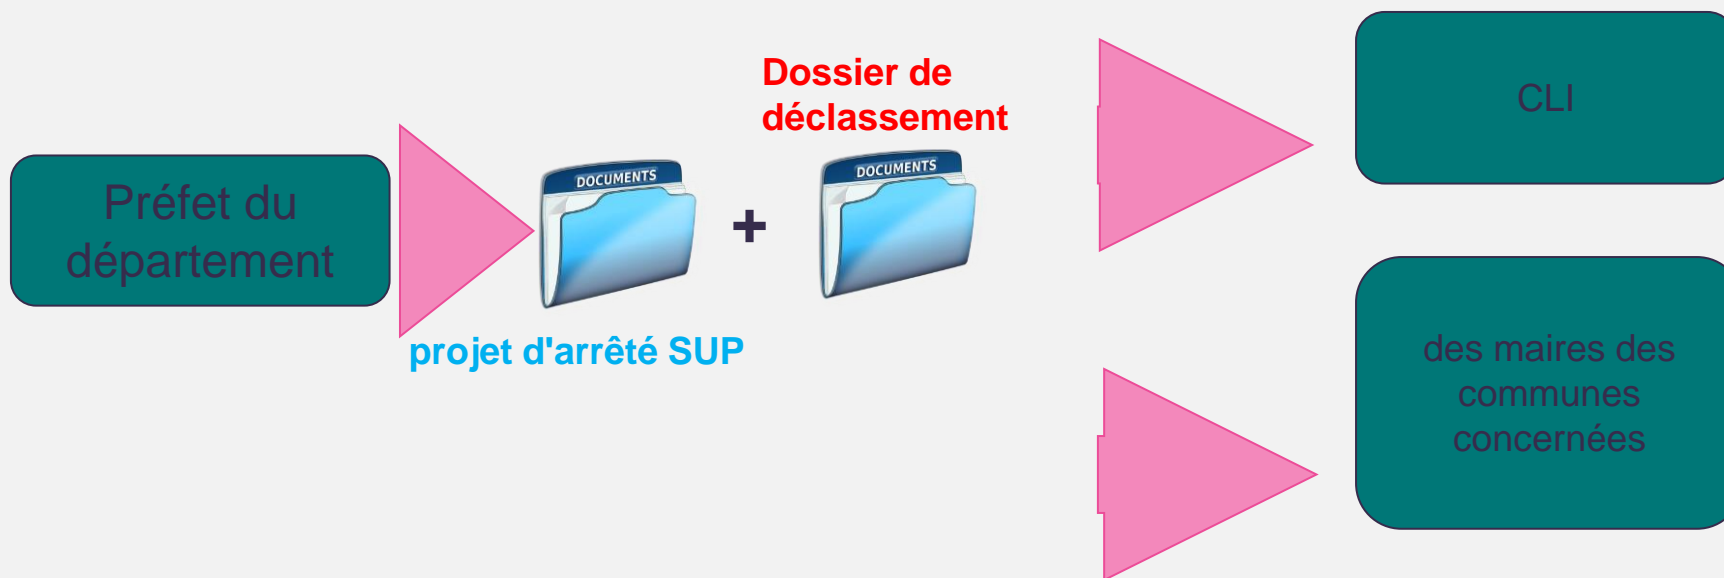 Préfet du
département
DOCUMENTS
projet d'arrêté SUP
+
Dossier de
déclassement
DOCUMENTS
CLI
des maires des
communes
concernées